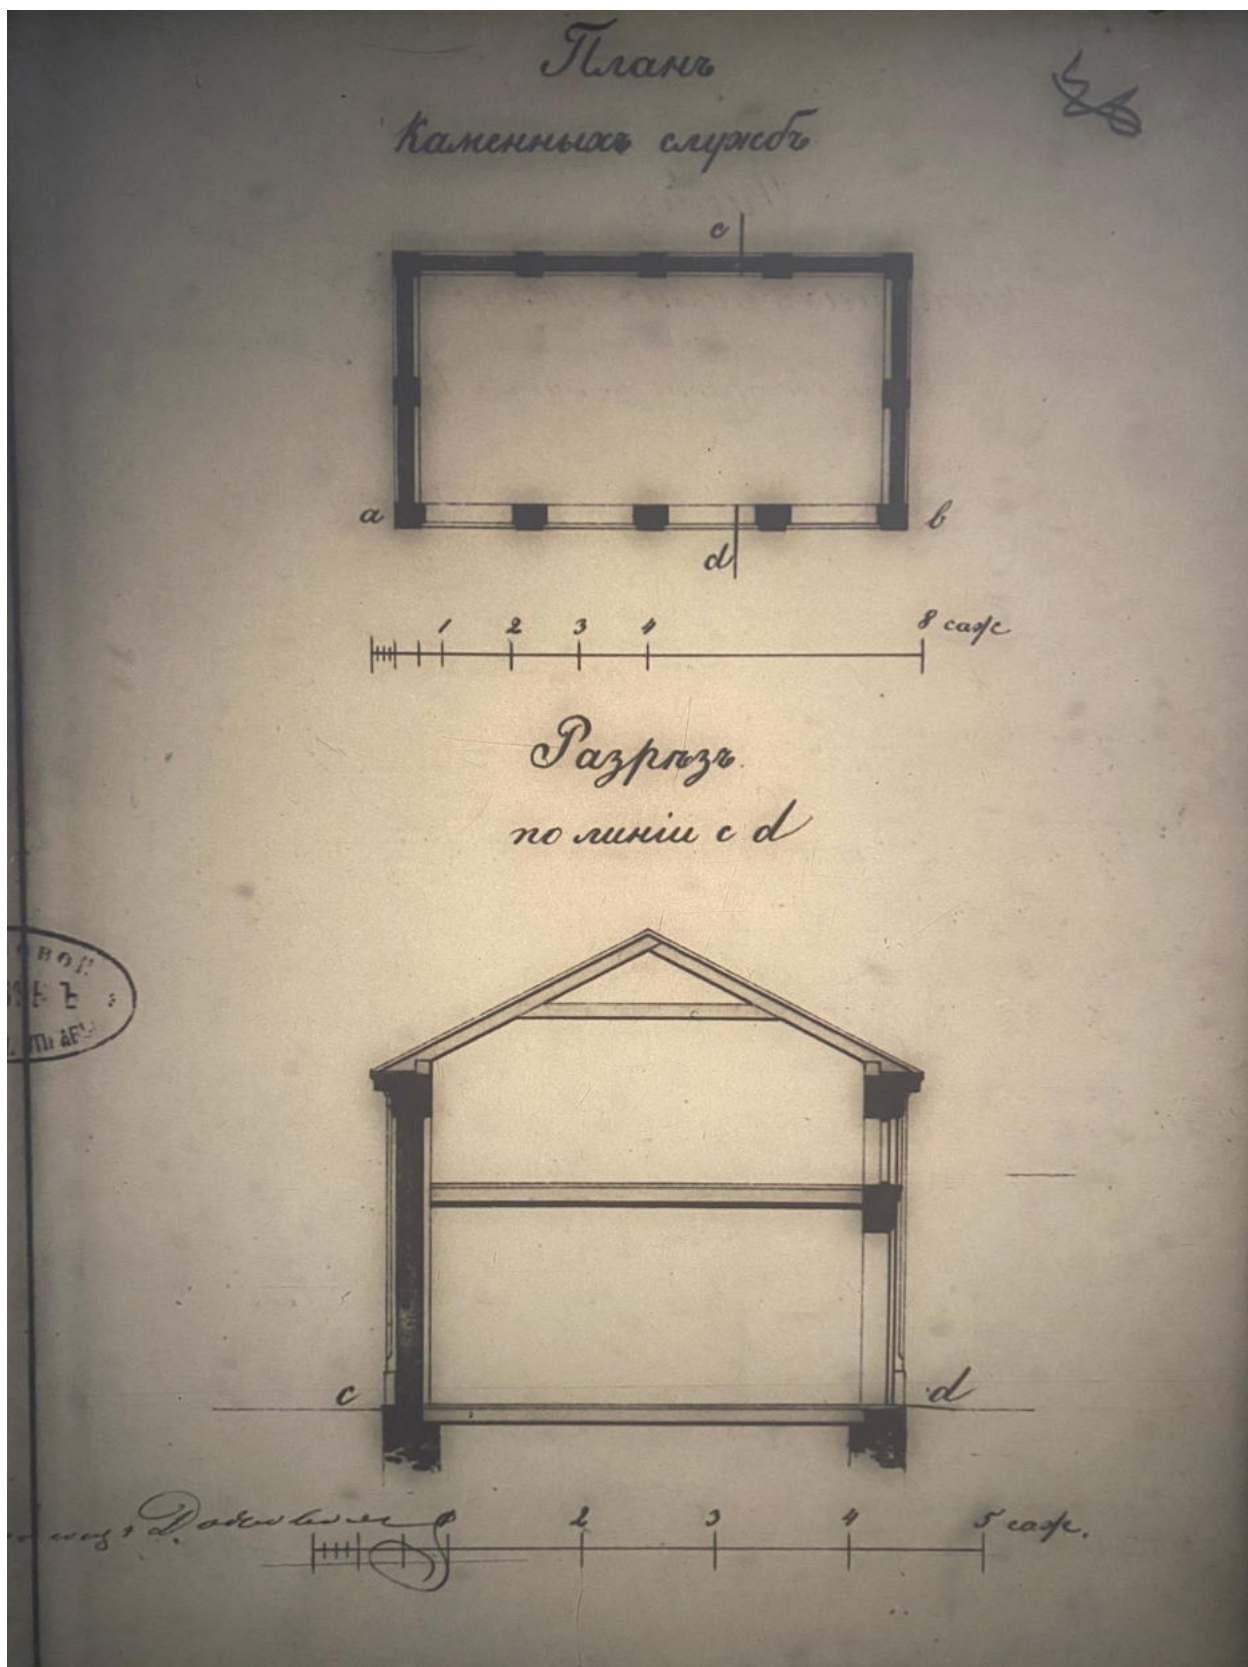 Планъ
Каменныхъ службъ
c
a
b
d
1 2 3 4 8 саж
Разрѣзъ
по линіи c d
c
d
2 3 4 5 саж.